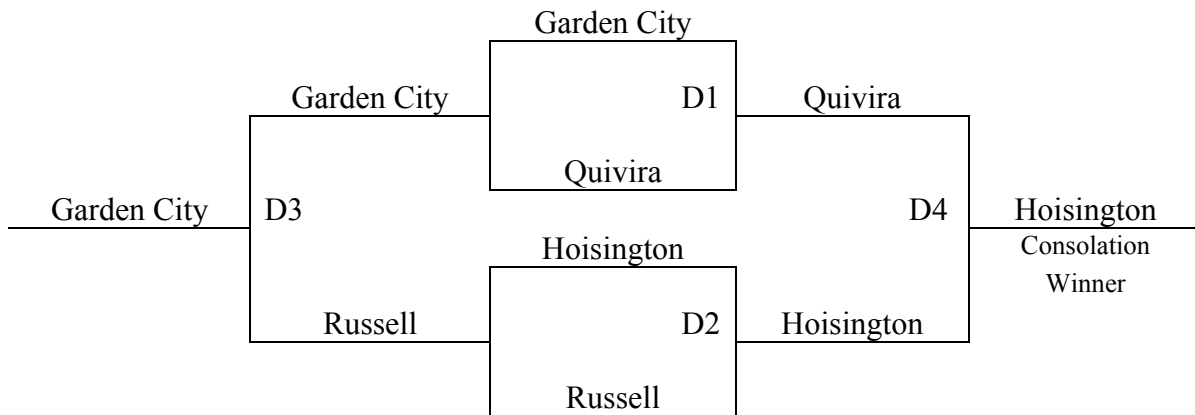 Garden City
Garden City D1 Quivira
Quivira
Garden City D3 D4 Hoisington
Hoisington Consolation
Winner
Russell D2 Hoisington
Russell